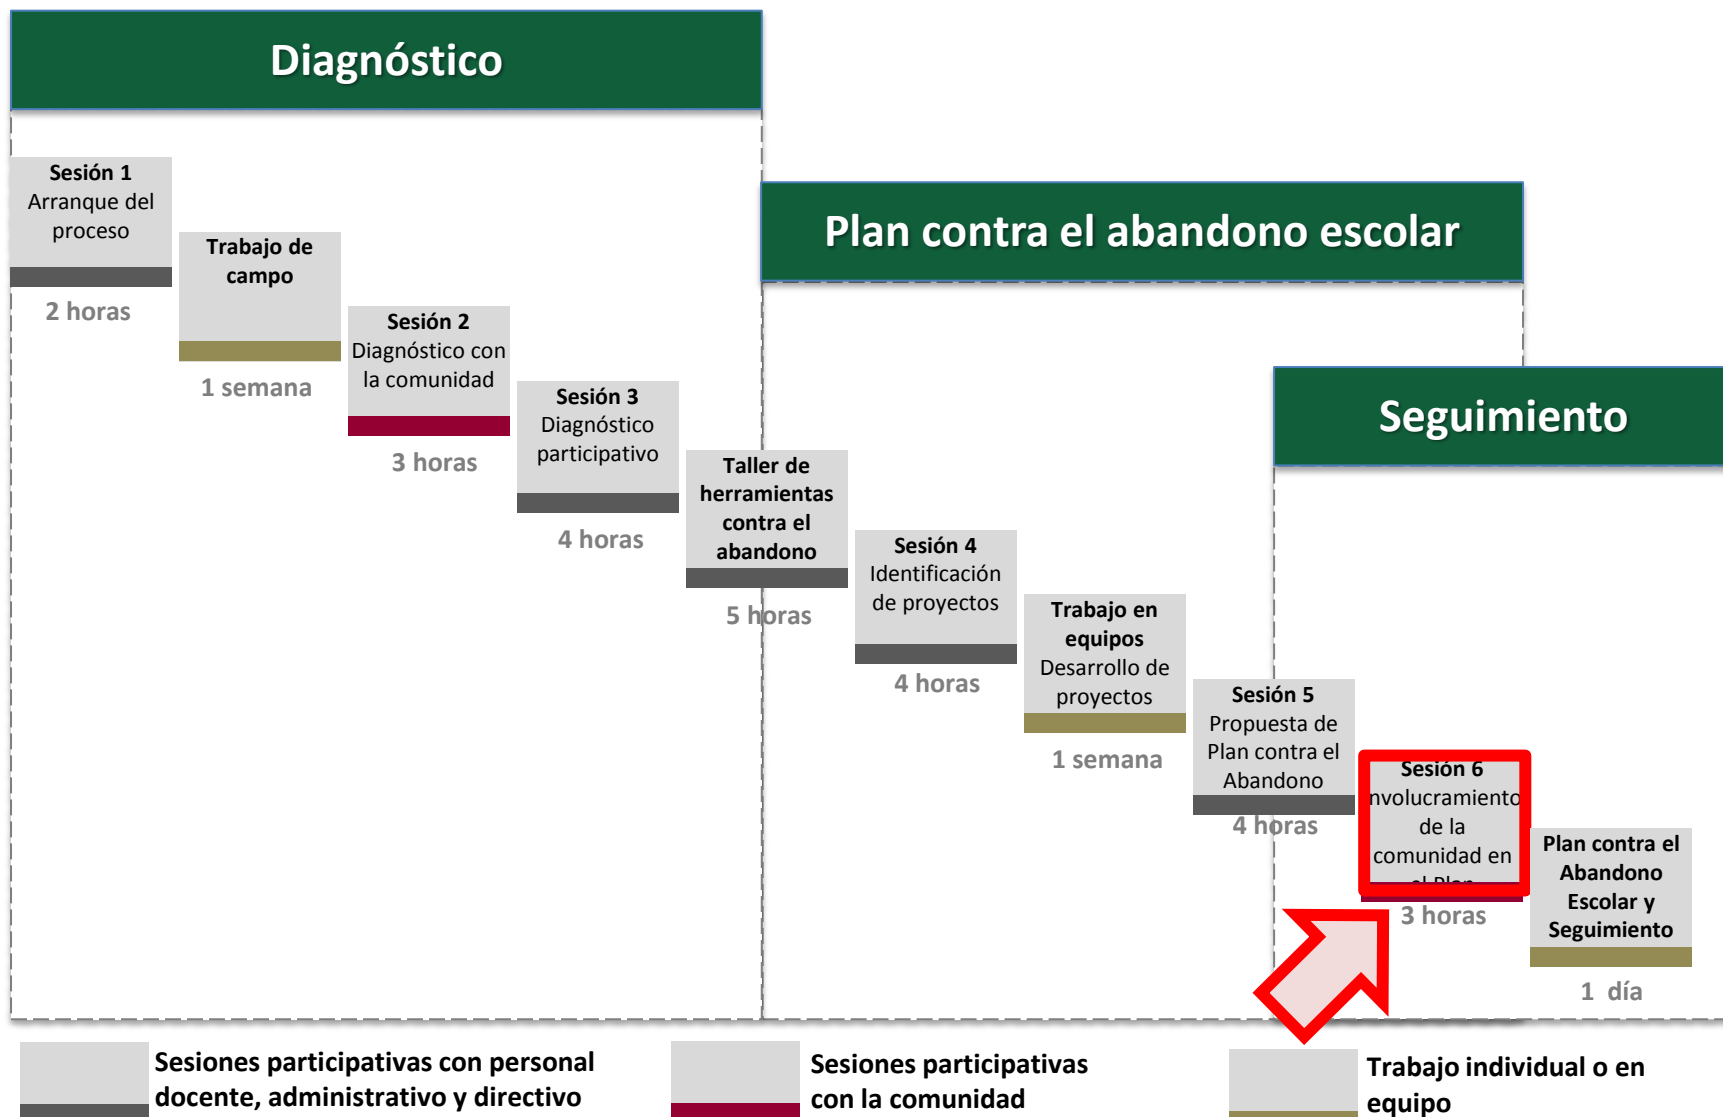 Diagnóstico
Sesión 1
Arranque del
proceso
2 horas
Trabajo de
campo
1 semana
Sesión 2
Diagnóstico con
la comunidad
3 horas
Sesión 3
Diagnóstico
participativo
4 horas
Taller de
herramientas
contra el
abandono
5 horas
Plan contra el abandono escolar
Sesión 4
Identificación
de proyectos
4 horas
Trabajo en
equipos
Desarrollo de
proyectos
1 semana
Sesión 5
Propuesta de
Plan contra el
Abandono
4 horas
Seguimiento
Sesión 6
nvolucramiento
de la
comunidad en
el Plan
3 horas
Plan contra el
Abandono
Escolar y
Seguimiento
1 día
Sesiones participativas con personal
docente, administrativo y directivo
Sesiones participativas
con la comunidad
Trabajo individual o en
equipo